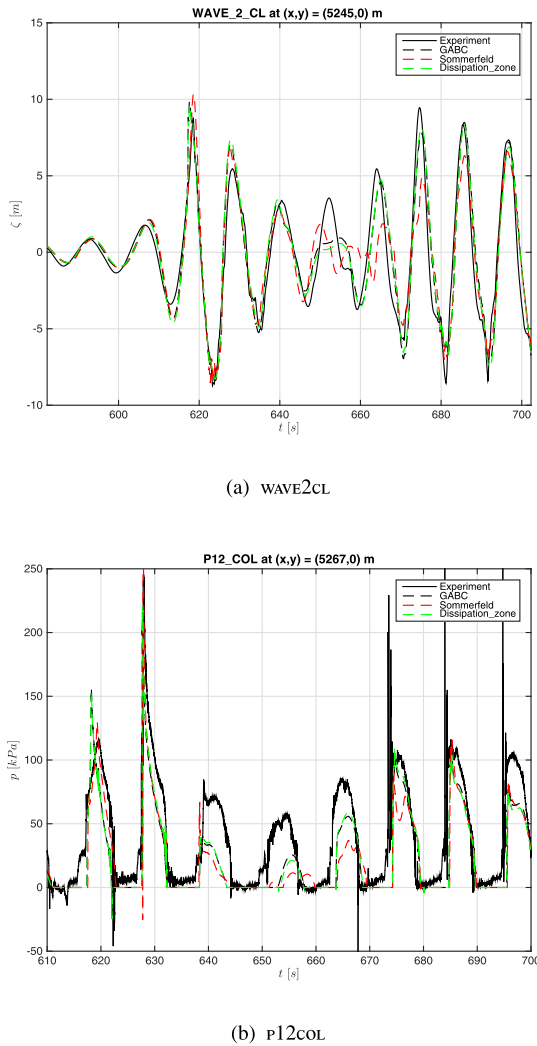 WAVE_2_CL at (x,y) = (5245,0) m
15
10
5
0
-5
-10
ζ [m]
600
620
640
660
680
700
t [s]
Experiment
GABC
Sommerfeld
Dissipation_zone
(a) WAVE2CL
P12_COL at (x,y) = (5267,0) m
250
200
150
100
50
0
-50
p [kPa]
610
620
630
640
650
660
670
680
690
700
t [s]
Experiment
GABC
Sommerfeld
Dissipation_zone
(b) P12COL